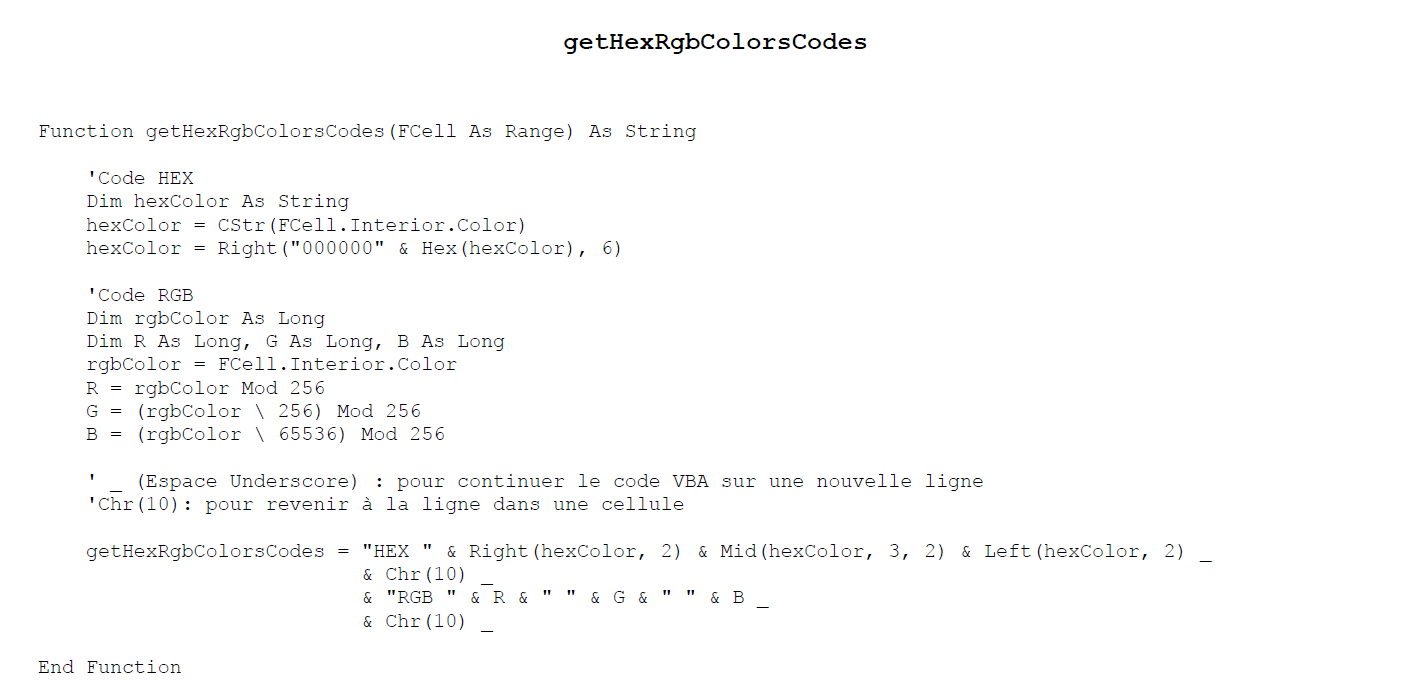 getHexRgbColorsCodes
Function getHexRgbColorsCodes(FCell As Range) As String
'Code HEX
Dim hexColor As String
hexColor = CStr(FCell.Interior.Color)
hexColor = Right("000000" & Hex(hexColor), 6)
'Code RGB
Dim rgbColor As Long
Dim R As Long, G As Long, B As Long
rgbColor = FCell.Interior.Color
R = rgbColor Mod 256
G = (rgbColor \ 256) Mod 256
B = (rgbColor \ 65536) Mod 256
' _ (Espace Underscore) : pour continuer le code VBA sur une nouvelle ligne
'Chr(10): pour revenir à la ligne dans une cellule
getHexRgbColorsCodes = "HEX " & Right(hexColor, 2) & Mid(hexColor, 3, 2) & Left(hexColor, 2) _
& Chr(10) _
& "RGB " & R & " " & G & " " & B _
& Chr(10) _
End Function